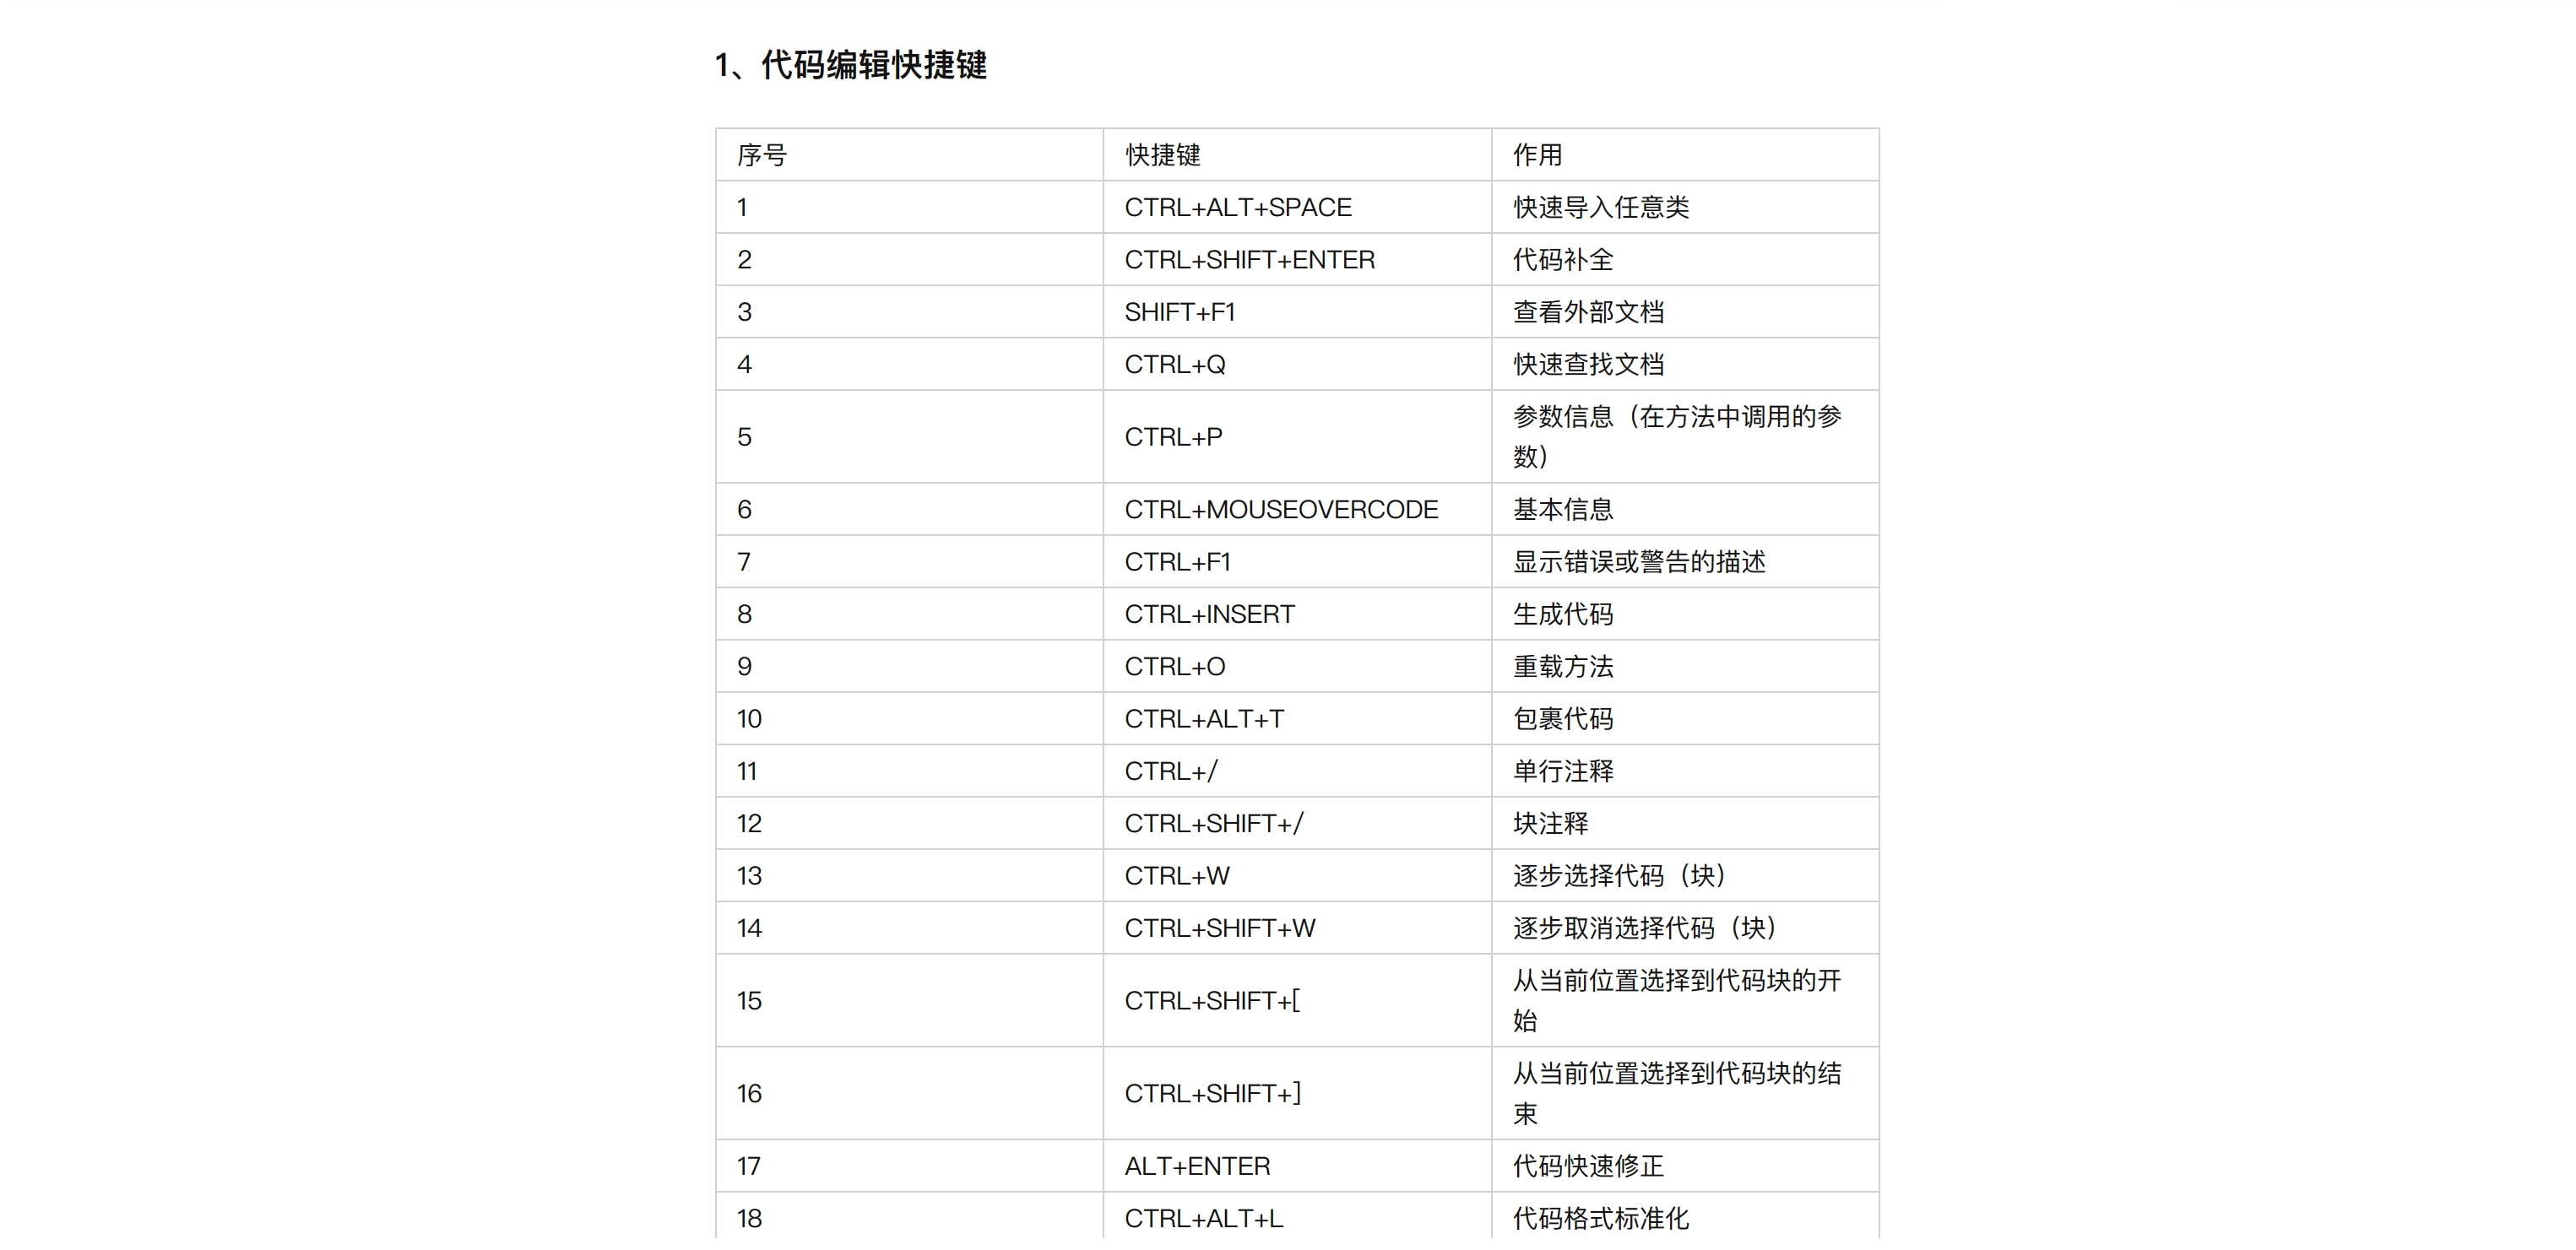 1、代码编辑快捷键
序号 快捷键 作用
1 CTRL+ALT+SPACE 快速导入任意类
2 CTRL+SHIFT+ENTER 代码补全
3 SHIFT+F1 查看外部文档
4 CTRL+Q 快速查找文档
5 CTRL+P 参数信息（在方法中调用的参
数）
6 CTRL+MOUSEOVERCODE 基本信息
7 CTRL+F1 显示错误或警告的描述
8 CTRL+INSERT 生成代码
9 CTRL+O 重载方法
10 CTRL+ALT+T 包裹代码
11 CTRL+/ 单行注释
12 CTRL+SHIFT+/ 块注释
13 CTRL+W 逐步选择代码（块）
14 CTRL+SHIFT+W 逐步取消选择代码（块）
15 CTRL+SHIFT+[ 从当前位置选择到代码块的开
始
16 CTRL+SHIFT+] 从当前位置选择到代码块的结
束
17 ALT+ENTER 代码快速修正
18 CTRL+ALT+L 代码格式标准化